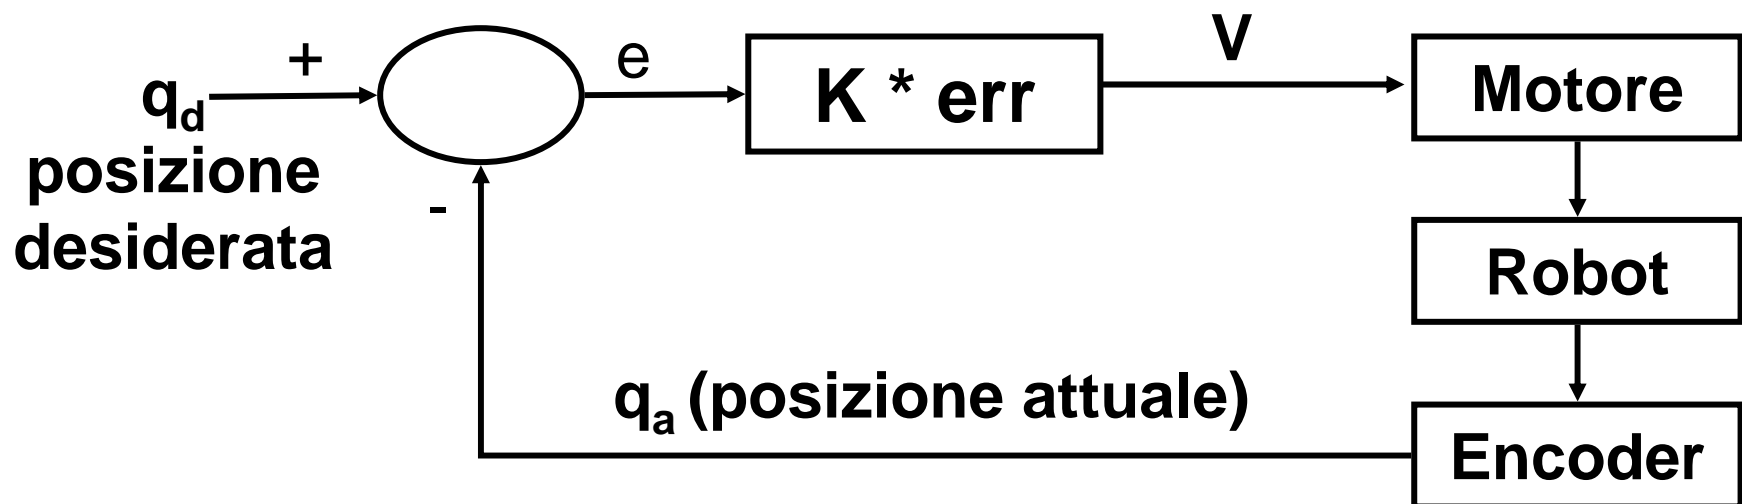 +
q_d
posizione
desiderata
-
e
K * err
V
Motore
Robot
Encoder
q_a (posizione attuale)